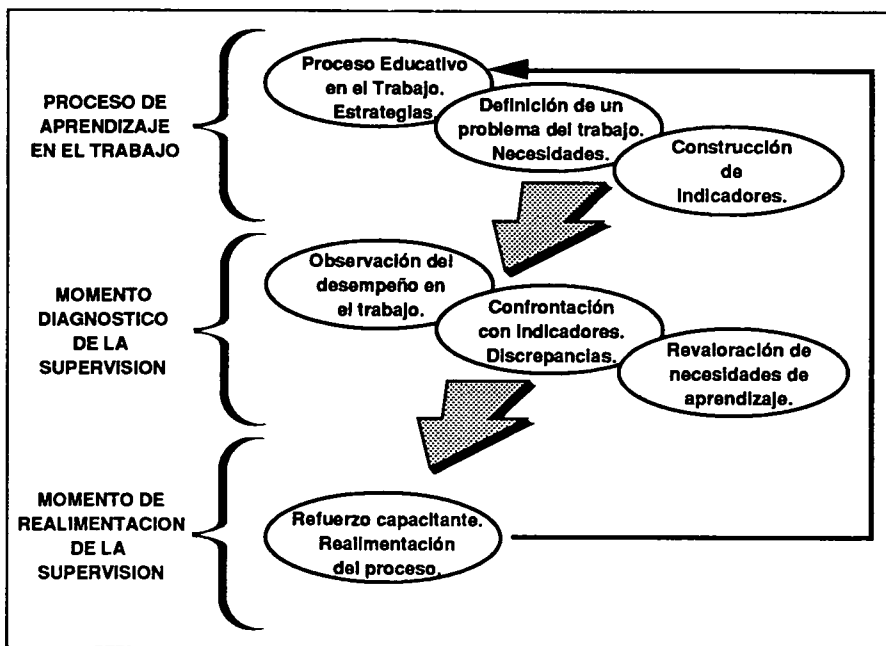 PROCESO DE
APRENDIZAJE
EN EL TRABAJO
Proceso Educativo
en el Trabajo.
Estrategias.
Definición de un
problema del trabajo.
Necesidades.
Construcción
de
Indicadores.
MOMENTO
DIAGNOSTICO
DE LA
SUPERVISION
Observación del
desempeño en
el trabajo.
Confrontación
con Indicadores.
Discrepancias.
Revaloración de
necesidades de
aprendizaje.
MOMENTO DE
REALIMENTACION
DE LA
SUPERVISION
Refuerzo capacitante.
Realimentación
del proceso.